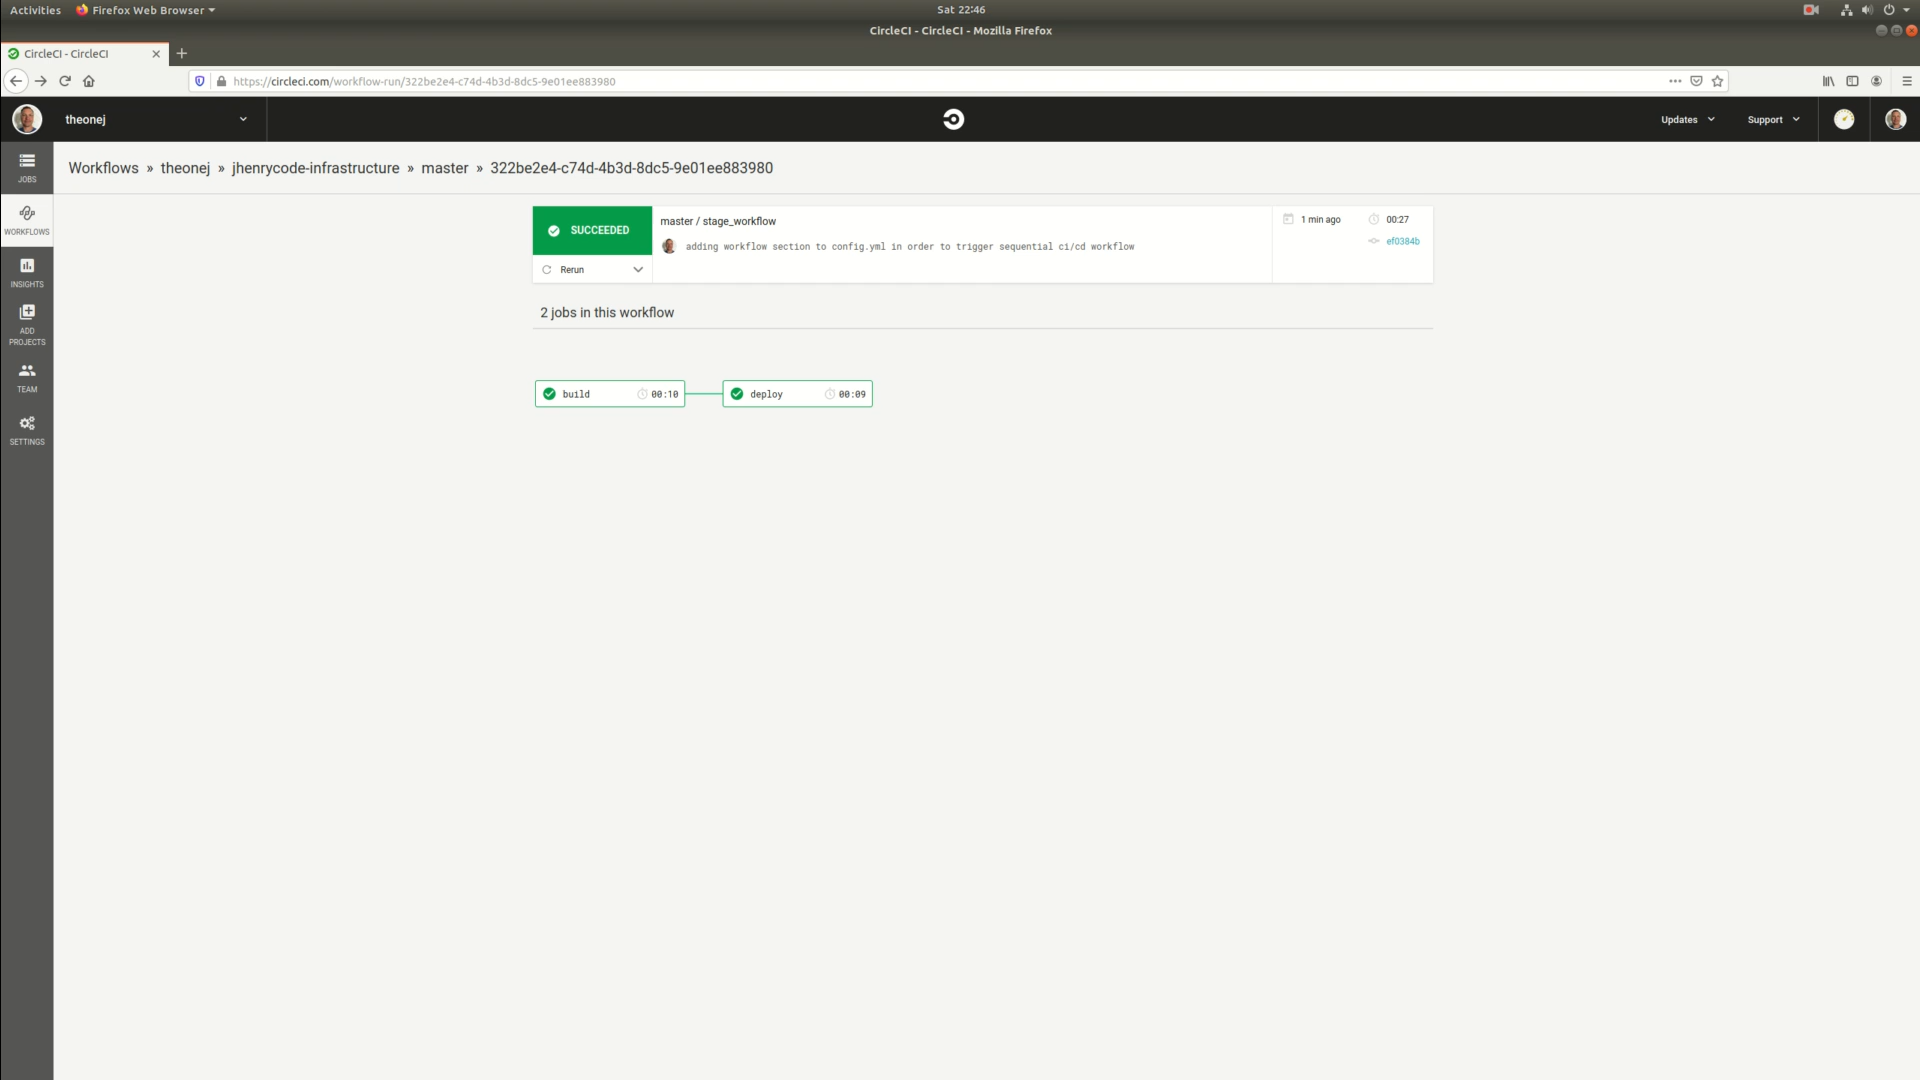 Activities Firefox Web Browser Sat 22:46
CircleCI - CircleCI - Mozilla Firefox
CircleCI - CircleCI
https://circleci.com/workflow-run/322be2e4-c74d-4b3d-8dc5-9e01ee883980
theonej Updates Support
Workflows » theonej » jhenrycode-infrastructure » master » 322be2e4-c74d-4b3d-8dc5-9e01ee883980
JOBS
WORKFLOWS
INSIGHTS
ADD
PROJECTS
TEAM
SETTINGS
SUCCEEDED
Rerun
master / stage_workflow
adding workflow section to config.yml in order to trigger sequential ci/cd workflow
1 min ago 00:27
ef0384b
2 jobs in this workflow
build 00:10 deploy 00:09